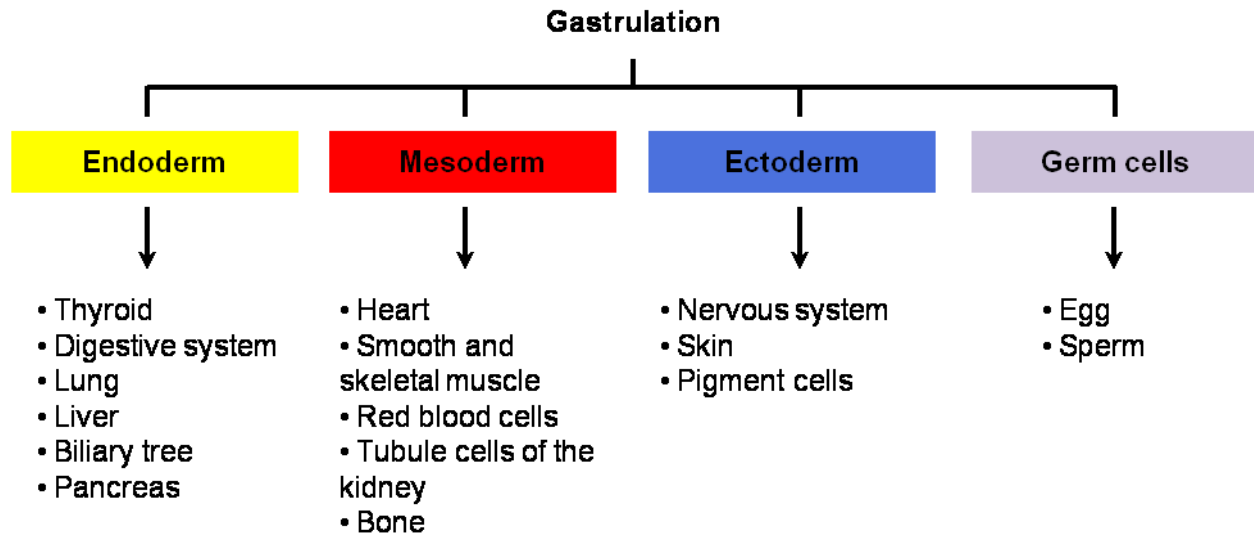 Gastrulation
Endoderm
Mesoderm
Ectoderm
Germ cells
• Thyroid
• Digestive system
• Lung
• Liver
• Biliary tree
• Pancreas
• Heart
• Smooth and
skeletal muscle
• Red blood cells
• Tubule cells of the
kidney
• Bone
• Nervous system
• Skin
• Pigment cells
• Egg
• Sperm